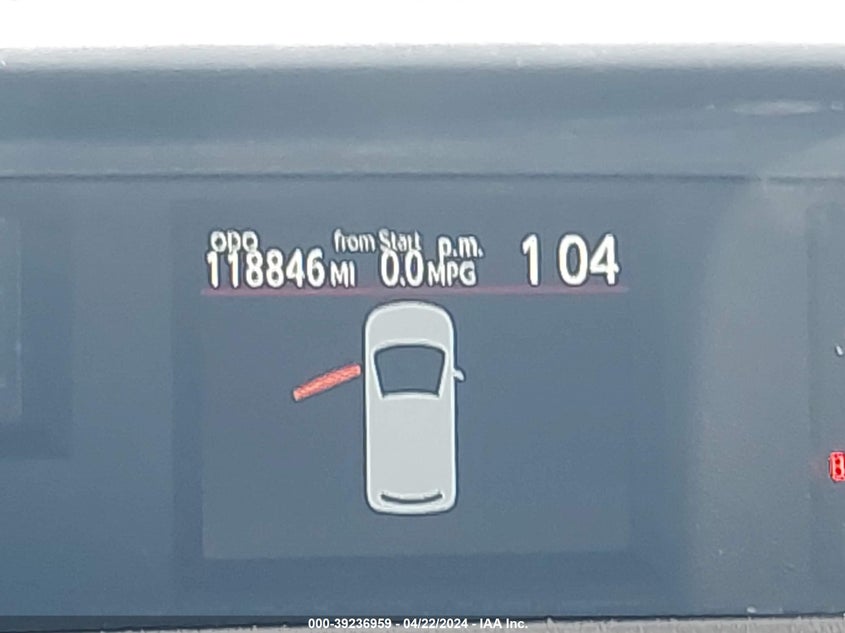 ODO from Start p.m. 1 04
118846 MI 0.0 MPG
000-39236959 - 04/22/2024 - IAA Inc.